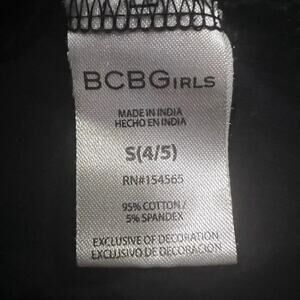 BCBGIRLS
MADE IN INDIA
HECHO EN INDIA
S(4/5)
RN#154565
95% COTTON/
5% SPANDEX
EXCLUSIVE OF DECORATION
EXCLUSIVO DE DECORACIÓN